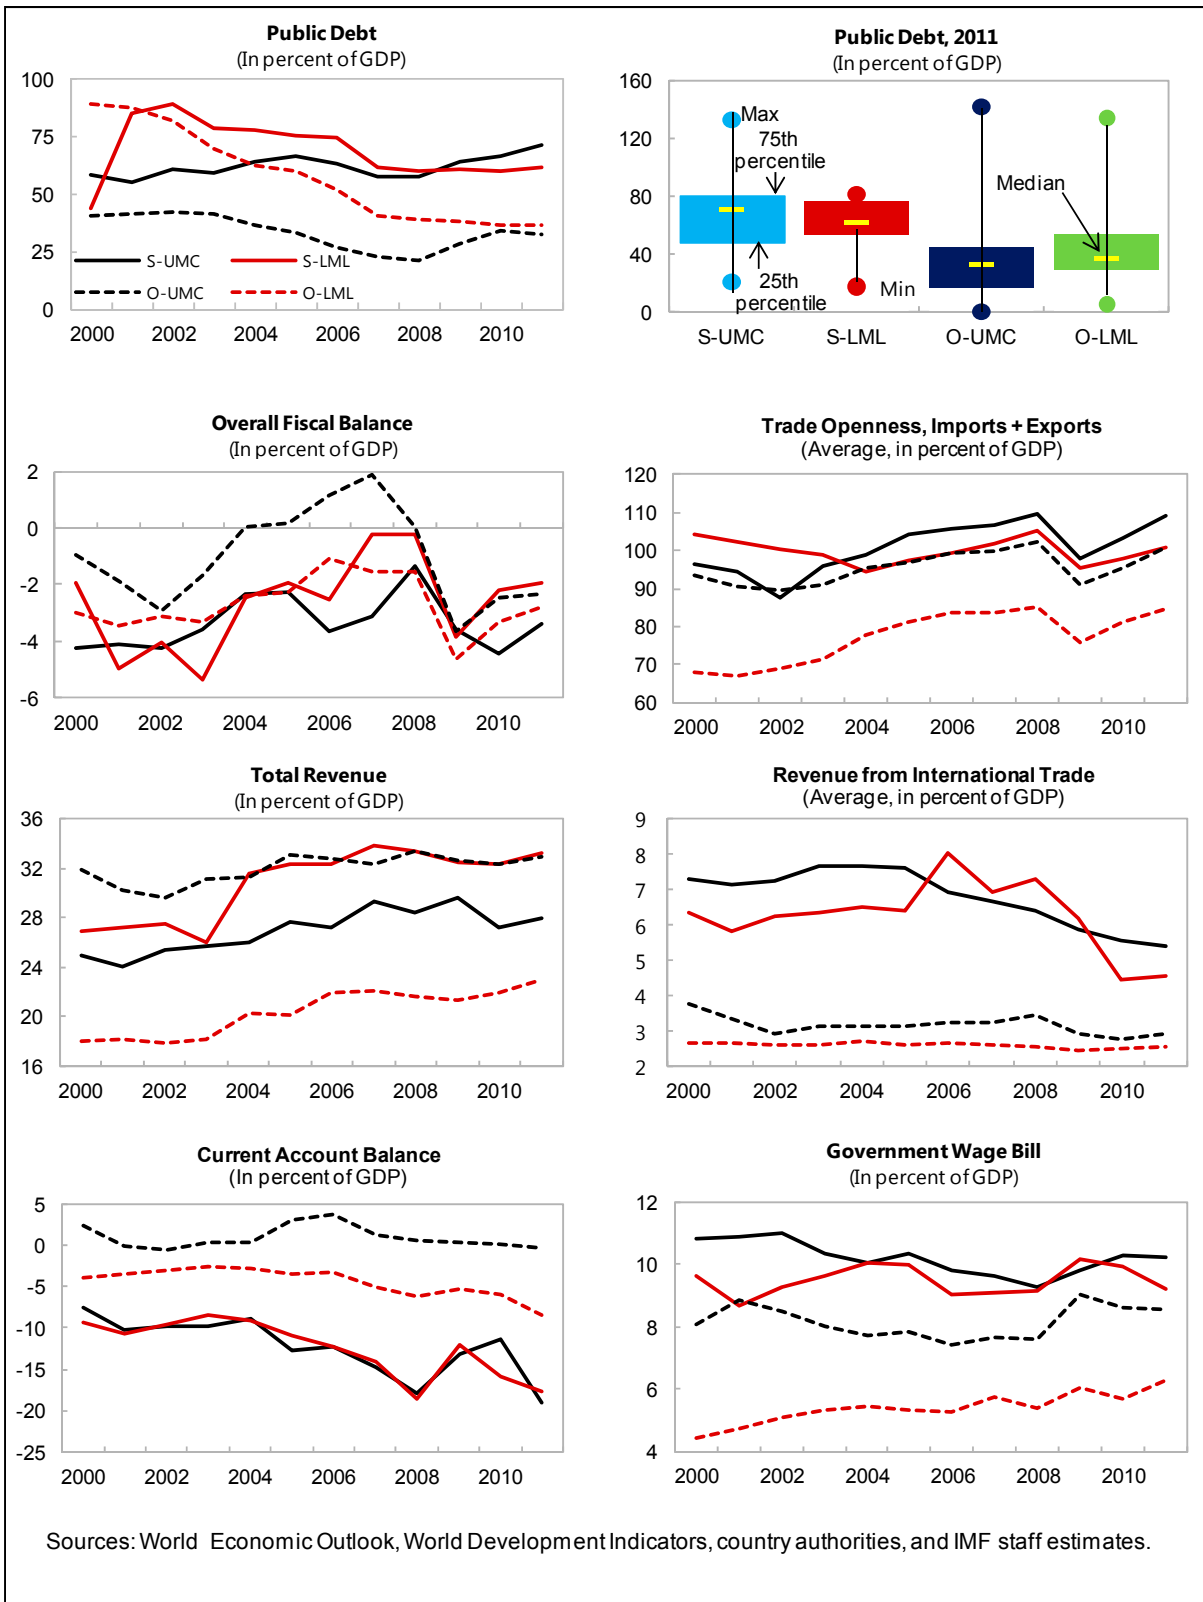 Public Debt
(In percent of GDP)
100
75
50
25
0
S-UMC
S-LML
O-UMC
O-LML
2000 2002 2004 2006 2008 2010
Public Debt, 2011
(In percent of GDP)
160
120
80
40
0
Max
75th
percentile
Median
25th
percentile
Min
S-UMC S-LML O-UMC O-LML
Overall Fiscal Balance
(In percent of GDP)
2
0
-2
-4
-6
2000 2002 2004 2006 2008 2010
Trade Openness, Imports + Exports
(Average, in percent of GDP)
120
110
100
90
80
70
60
2000 2002 2004 2006 2008 2010
Total Revenue
(In percent of GDP)
36
32
28
24
20
16
2000 2002 2004 2006 2008 2010
Revenue from International Trade
(Average, in percent of GDP)
9
8
7
6
5
4
3
2
2000 2002 2004 2006 2008 2010
Current Account Balance
(In percent of GDP)
5
0
-5
-10
-15
-20
-25
2000 2002 2004 2006 2008 2010
Government Wage Bill
(In percent of GDP)
12
10
8
6
4
2000 2002 2004 2006 2008 2010
Sources: World Economic Outlook, World Development Indicators, country authorities, and IMF staff estimates.